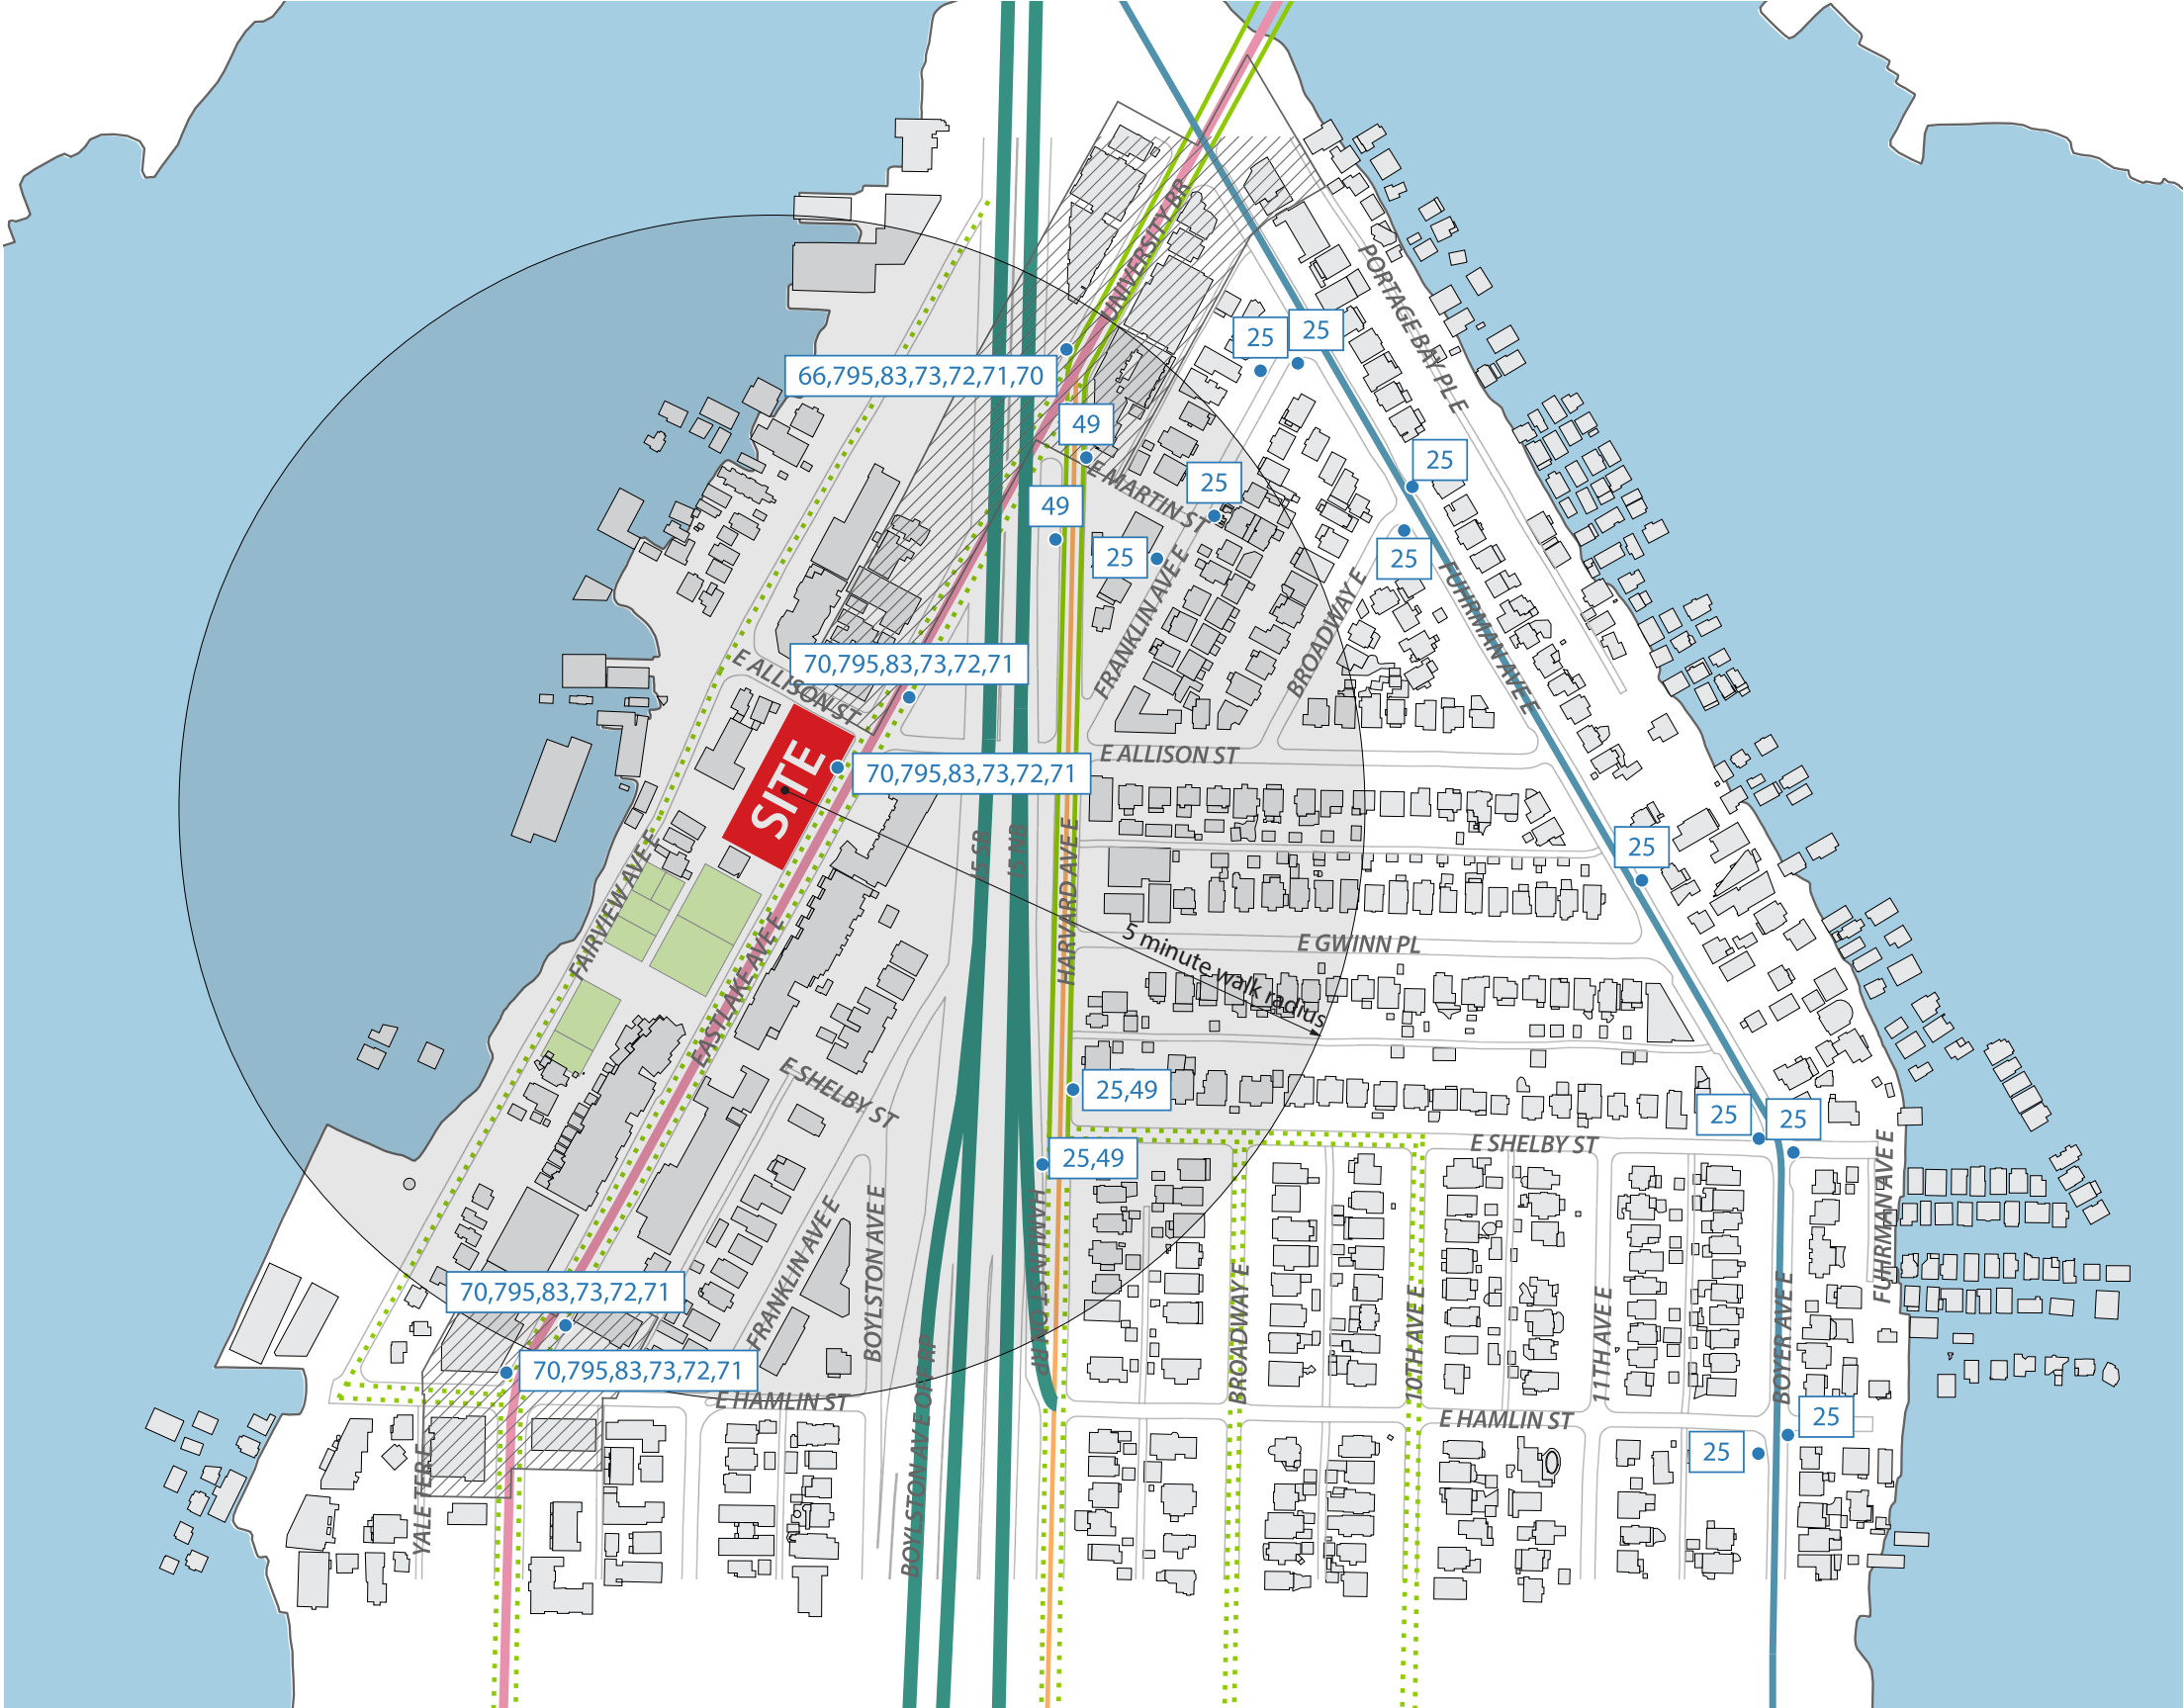 UNIVERSITY BR
PORTAGE BAY PL E
25
25
66,795,83,73,72,71,70
49
25
25
E MARTIN ST
49
25
25
FRANKLIN AVE E
BROADWAY E
FUHRMAN AVE E
70,795,83,73,72,71
E ALLISON ST
E ALLISON ST
SITE
70,795,83,73,72,71
I5 SB
I5 NB
HARVARD AVE E
25
FAIRVIEW AVE E
EASTLAKE AVE E
5 minute walk radius
E GWINN PL
E SHELBY ST
25,49
25
25
25,49
E SHELBY ST
FUHRMAN AVE E
HAMLIN ST ON RP
FRANKLIN AVE E
BOYLSTON AVE E
70,795,83,73,72,71
BROADWAY E
10TH AVE E
11TH AVE E
BOYER AVE E
70,795,83,73,72,71
E HAMLIN ST
E HAMLIN ST
25
25
YALE TER E
BOYLSTON AV E OFF RP